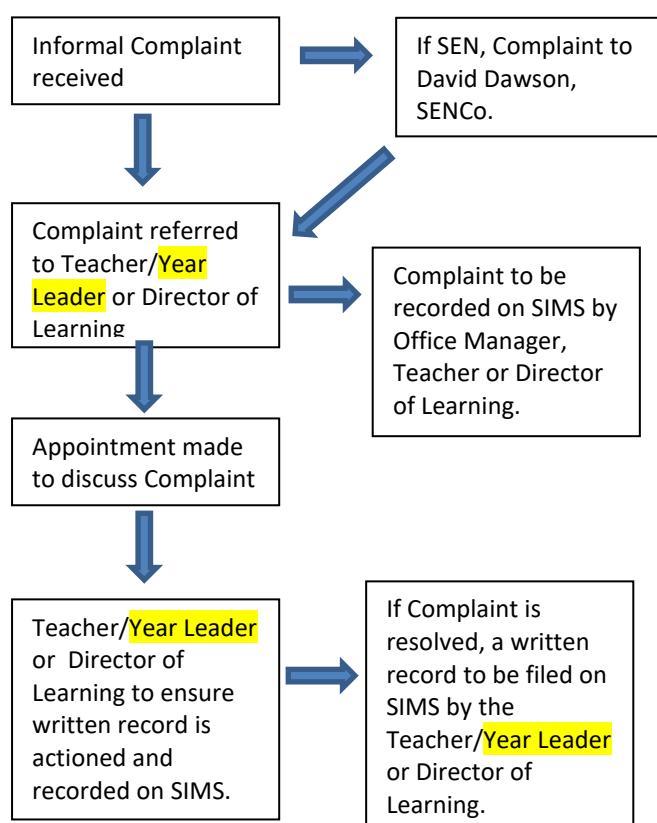 Informal Complaint
received
If SEN, Complaint to
David Dawson,
SENCo.
Complaint referred
to Teacher/Year
Leader or Director of
Learning
Complaint to be
recorded on SIMS by
Office Manager,
Teacher or Director
of Learning.
Appointment made
to discuss Complaint
Teacher/Year Leader
or  Director of
Learning to ensure
written record is
actioned and
recorded on SIMS.
If Complaint is
resolved, a written
record to be filed on
SIMS by the
Teacher/Year Leader
or Director of
Learning.